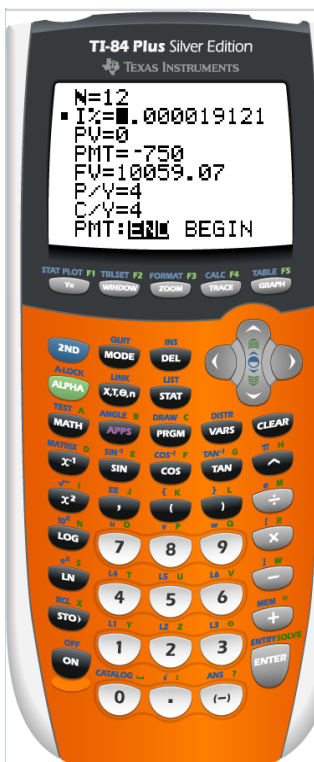 TI-84 Plus Silver Edition
TEXAS INSTRUMENTS
N=12
I%=.000019121
PV=0
PMT=-750
FV=10059.07
P/Y=4
C/Y=4
PMT:END BEGIN
STAT PLOT F1 TBLSET F2 FORMAT F3 CALC F4 TABLE F5
Y= WINDOW ZOOM TRACE GRAPH
QUIT INS
2ND MODE DEL
A-LOCK LINK LIST
ALPHA X,T,Θ,n STAT
TEST A ANGLE B DRAW C DISTR
MATH APPS PRGM VARS CLEAR
MATRIX D SIN⁻¹ E COS⁻¹ F TAN⁻¹ G π H
x⁻¹ SIN COS TAN ^
√ I EE J { K } L e M
x² , ( ) ÷
10ˣ N u O v P w Q [ R
LOG 7 8 9 ×
eˣ S L4 T L5 U L6 V ] W
LN 4 5 6 −
RCL X L1 Y L2 Z L3 Θ MEM "
STO› 1 2 3 +
OFF CATALOG i : ANS ? ENTRY SOLVE
ON 0 . (−) ENTER